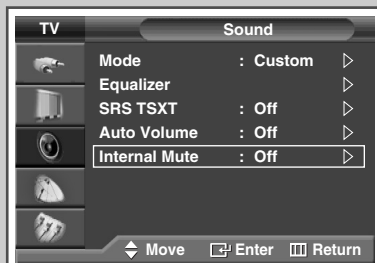 TV Sound
Mode : Custom
Equalizer
SRS TSXT : Off
Auto Volume : Off
Internal Mute : Off
Move Enter Return